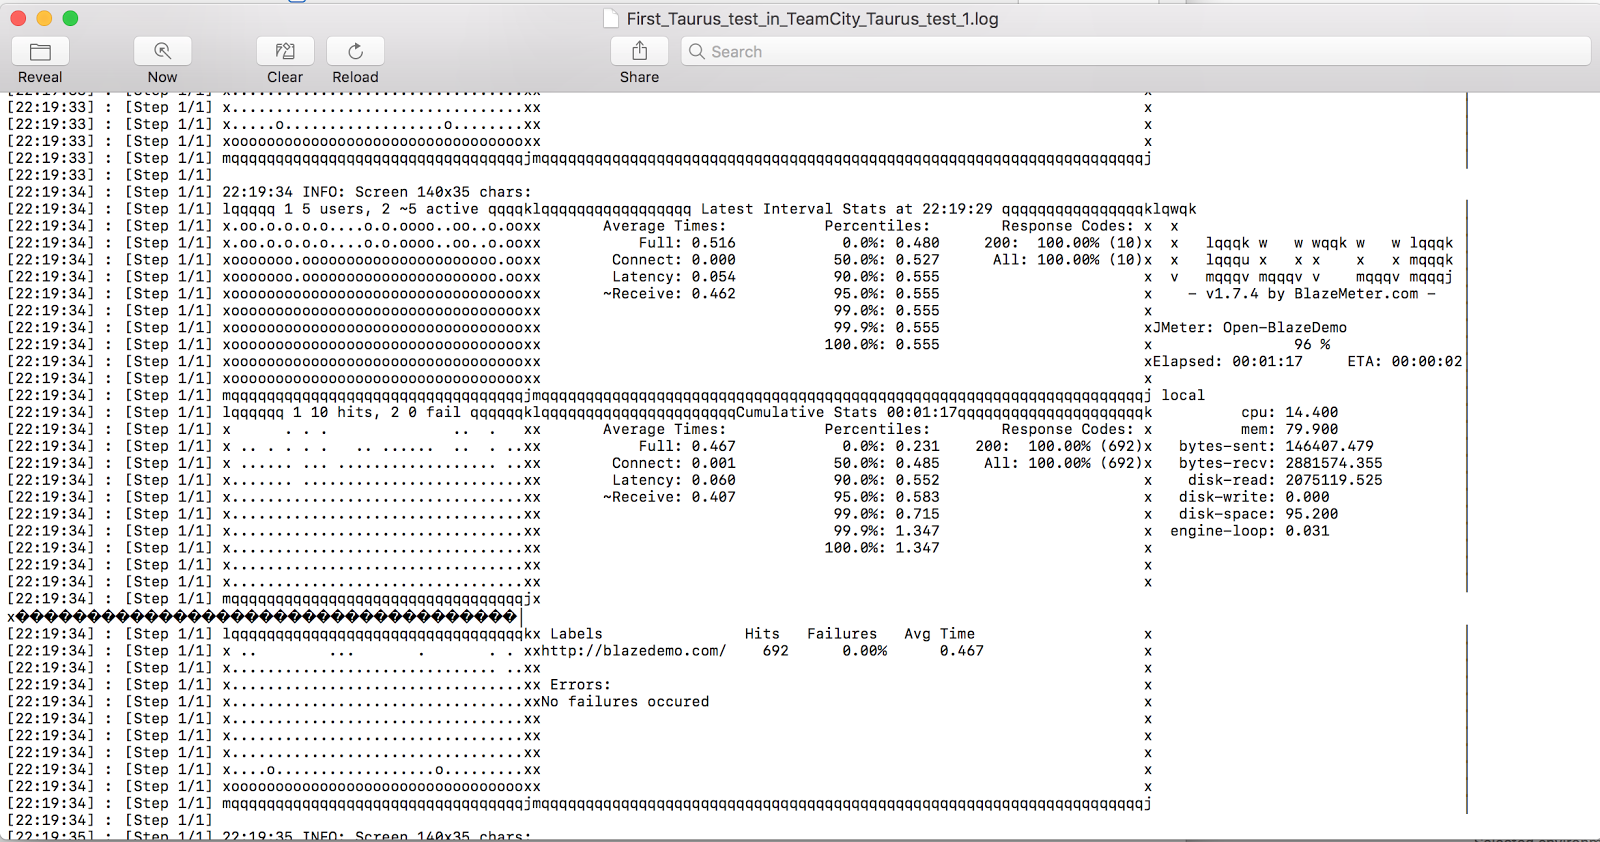 First_Taurus_test_in_TeamCity_Taurus_test_1.log
Reveal Now Clear Reload Share Search
[22:19:33] : [Step 1/1] x..................................xx x
[22:19:33] : [Step 1/1] x.....o..................o........xx x
[22:19:33] : [Step 1/1] xoooooooooooooooooooooooooooooooooxx x
[22:19:33] : [Step 1/1] mqqqqqqqqqqqqqqqqqqqqqqqqqqqqqqqqqjmqqqqqqqqqqqqqqqqqqqqqqqqqqqqqqqqqqqqqqqqqqqqqqqqqqqqqqqqqqqqqqqqqqqqj
[22:19:33] : [Step 1/1]
[22:19:34] : [Step 1/1] 22:19:34 INFO: Screen 140x35 chars:
[22:19:34] : [Step 1/1] lqqqqq 1 5 users, 2 ~5 active qqqqklqqqqqqqqqqqqqqqqq Latest Interval Stats at 22:19:29 qqqqqqqqqqqqqqqqklqwqk
[22:19:34] : [Step 1/1] x.oo.o.o.o....o.o.oooo..oo..o.ooxx Average Times: Percentiles: Response Codes: x x
[22:19:34] : [Step 1/1] x.oo.o.o.o....o.o.oooo..oo..o.ooxx Full: 0.516 0.0%: 0.480 200: 100.00% (10)x x lqqqk w w wqqk w w lqqqk
[22:19:34] : [Step 1/1] xooooooo.oooooooooooooooooooo.ooxx Connect: 0.000 50.0%: 0.527 All: 100.00% (10)x x lqqqu x x x x x mqqqk
[22:19:34] : [Step 1/1] xooooooo.oooooooooooooooooooo.ooxx Latency: 0.054 90.0%: 0.555 x v mqqqv mqqqv v mqqqv mqqqj
[22:19:34] : [Step 1/1] xoooooooooooooooooooooooooooooooooxx ~Receive: 0.462 95.0%: 0.555 x – v1.7.4 by BlazeMeter.com –
[22:19:34] : [Step 1/1] xoooooooooooooooooooooooooooooooooxx 99.0%: 0.555 x
[22:19:34] : [Step 1/1] xoooooooooooooooooooooooooooooooooxx 99.9%: 0.555 xJMeter: Open-BlazeDemo
[22:19:34] : [Step 1/1] xoooooooooooooooooooooooooooooooooxx 100.0%: 0.555 x 96 %
[22:19:34] : [Step 1/1] xoooooooooooooooooooooooooooooooooxx xElapsed: 00:01:17 ETA: 00:00:02
[22:19:34] : [Step 1/1] xoooooooooooooooooooooooooooooooooxx x
[22:19:34] : [Step 1/1] mqqqqqqqqqqqqqqqqqqqqqqqqqqqqqqqqqjmqqqqqqqqqqqqqqqqqqqqqqqqqqqqqqqqqqqqqqqqqqqqqqqqqqqqqqqqqqqqqqqqqqqqj local
[22:19:34] : [Step 1/1] lqqqqqq 1 10 hits, 2 0 fail qqqqqqklqqqqqqqqqqqqqqqqqqqqqqCumulative Stats 00:01:17qqqqqqqqqqqqqqqqqqqqqk cpu: 14.400
[22:19:34] : [Step 1/1] x . . . .. . xx Average Times: Percentiles: Response Codes: x mem: 79.900
[22:19:34] : [Step 1/1] x .. . . . .. ...... .. . ..xx Full: 0.467 0.0%: 0.231 200: 100.00% (692)x bytes-sent: 146407.479
[22:19:34] : [Step 1/1] x ...... ... .................. ..xx Connect: 0.001 50.0%: 0.485 All: 100.00% (692)x bytes-recv: 2881574.355
[22:19:34] : [Step 1/1] x....... .........................xx Latency: 0.060 90.0%: 0.552 x disk-read: 2075119.525
[22:19:34] : [Step 1/1] x.................................xx ~Receive: 0.407 95.0%: 0.583 x disk-write: 0.000
[22:19:34] : [Step 1/1] x.................................xx 99.0%: 0.715 x disk-space: 95.200
[22:19:34] : [Step 1/1] x.................................xx 99.9%: 1.347 x engine-loop: 0.031
[22:19:34] : [Step 1/1] x.................................xx 100.0%: 1.347 x
[22:19:34] : [Step 1/1] x.................................xx x
[22:19:34] : [Step 1/1] x.................................xx x
[22:19:34] : [Step 1/1] mqqqqqqqqqqqqqqqqqqqqqqqqqqqqqqqqqjx
x���������������������������������������������������
[22:19:34] : [Step 1/1] lqqqqqqqqqqqqqqqqqqqqqqqqqqqqqqqqqkx Labels Hits Failures Avg Time x
[22:19:34] : [Step 1/1] x .. ... . . . xxhttp://blazedemo.com/ 692 0.00% 0.467 x
[22:19:34] : [Step 1/1] x.............................. ..xx x
[22:19:34] : [Step 1/1] x.................................xx Errors: x
[22:19:34] : [Step 1/1] x.................................xxNo failures occured x
[22:19:34] : [Step 1/1] x.................................xx x
[22:19:34] : [Step 1/1] x.................................xx x
[22:19:34] : [Step 1/1] x.................................xx x
[22:19:34] : [Step 1/1] x....o..................o.........xx x
[22:19:34] : [Step 1/1] xoooooooooooooooooooooooooooooooooxx x
[22:19:34] : [Step 1/1] mqqqqqqqqqqqqqqqqqqqqqqqqqqqqqqqqqjmqqqqqqqqqqqqqqqqqqqqqqqqqqqqqqqqqqqqqqqqqqqqqqqqqqqqqqqqqqqqqqqqqqqqj
[22:19:34] : [Step 1/1]
[22:19:35] : [Step 1/1] 22:19:35 INFO: Screen 140x35 chars: